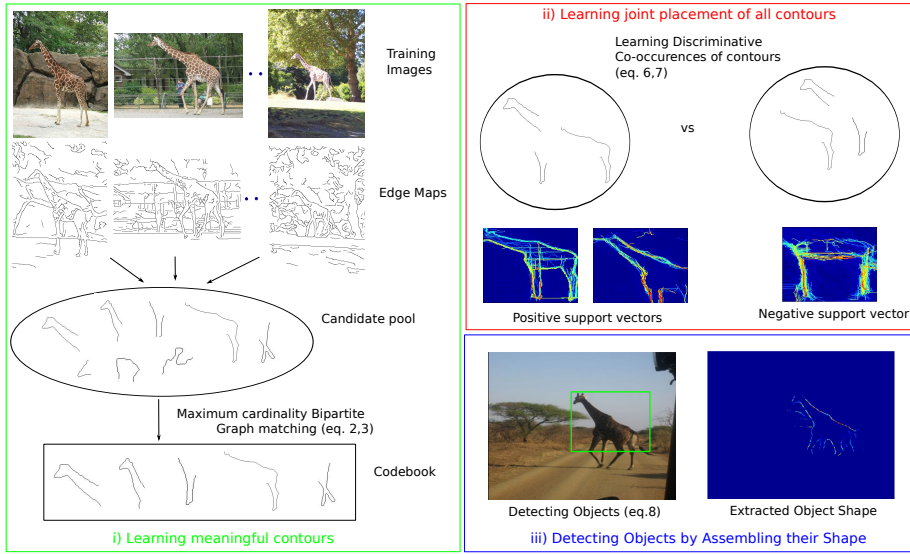 Training
Images
Edge Maps
Candidate pool
Maximum cardinality Bipartite
Graph matching (eq. 2,3)
Codebook
i) Learning meaningful contours
ii) Learning joint placement of all contours
Learning Discriminative
Co-occurences of contours
(eq. 6,7)
vs
Positive support vectors
Negative support vector
Detecting Objects (eq.8)
Extracted Object Shape
iii) Detecting Objects by Assembling their Shape